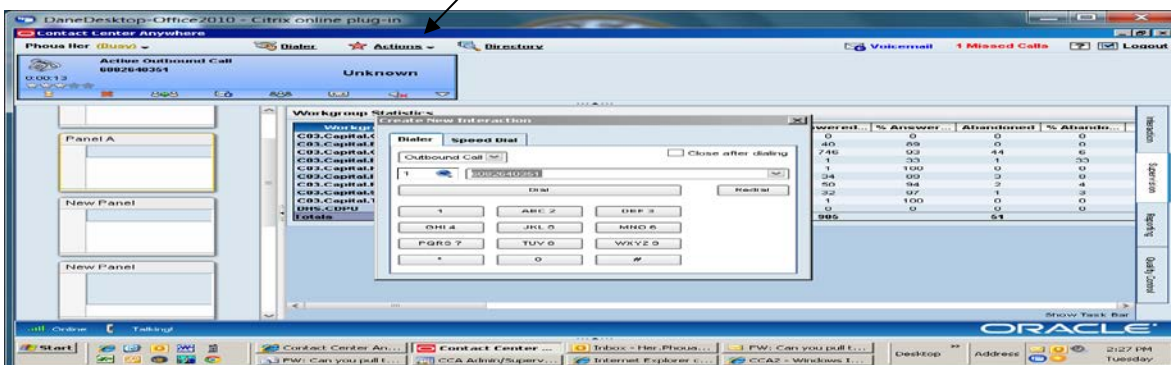 DaneDesktop-Office2010 - Citrix online plug-in
Contact Center Anywhere
Phoua Her (Busy) Dialer Actions Directory Voicemail 1 Missed Calls ? Logout
Active Outbound Call
6082640351
0:00:13 Unknown
Workgroup Statistics
Create New Interaction
Dialer Speed Dial
Outbound Call Close after dialing
1 6082640351
Dial Redial
1 ABC 2 DEF 3
GHI 4 JKL 5 MNO 6
PQRS 7 TUV 8 WXYZ 9
* 0 #
Panel A
New Panel
New Panel
% Answer... Abandoned % Abando...
0 0 0
40 89 0 0
746 93 44 6
1 33 1 33
1 100 0 0
34 89 3 0
50 94 2 4
32 97 1 3
1 100 0 0
0 0 0 0
DHS.CDPU
Totals 905 51
Interaction
Supervision
Reporting
Quality Control
Show Task Bar
Online Talking!
ORACLE
Start Contact Center An... Contact Center ... Inbox - Her,Phoua... FW: Can you pull t... Desktop Address 2:27 PM
FW: Can you pull t... CCA Admin/Superv... Internet Explorer c... CCA2 - Windows I... Tuesday